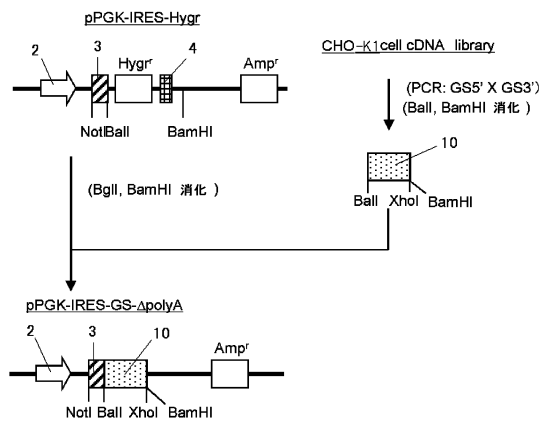 pPGK-IRES-Hygr
2
3
Hygrʳ
4
Ampʳ
NotI BalI
BamHI
(BglI, BamHI 消化 )
CHO-K1cell cDNA library
(PCR: GS5' X GS3')
(BalI, BamHI 消化 )
10
BalI XhoI BamHI
pPGK-IRES-GS-ΔpolyA
2
3
10
Ampʳ
NotI BalI XhoI BamHI